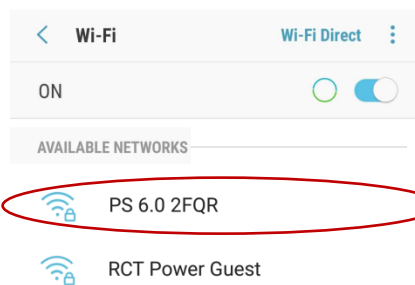 Wi-Fi Wi-Fi Direct
ON
AVAILABLE NETWORKS
PS 6.0 2FQR
RCT Power Guest